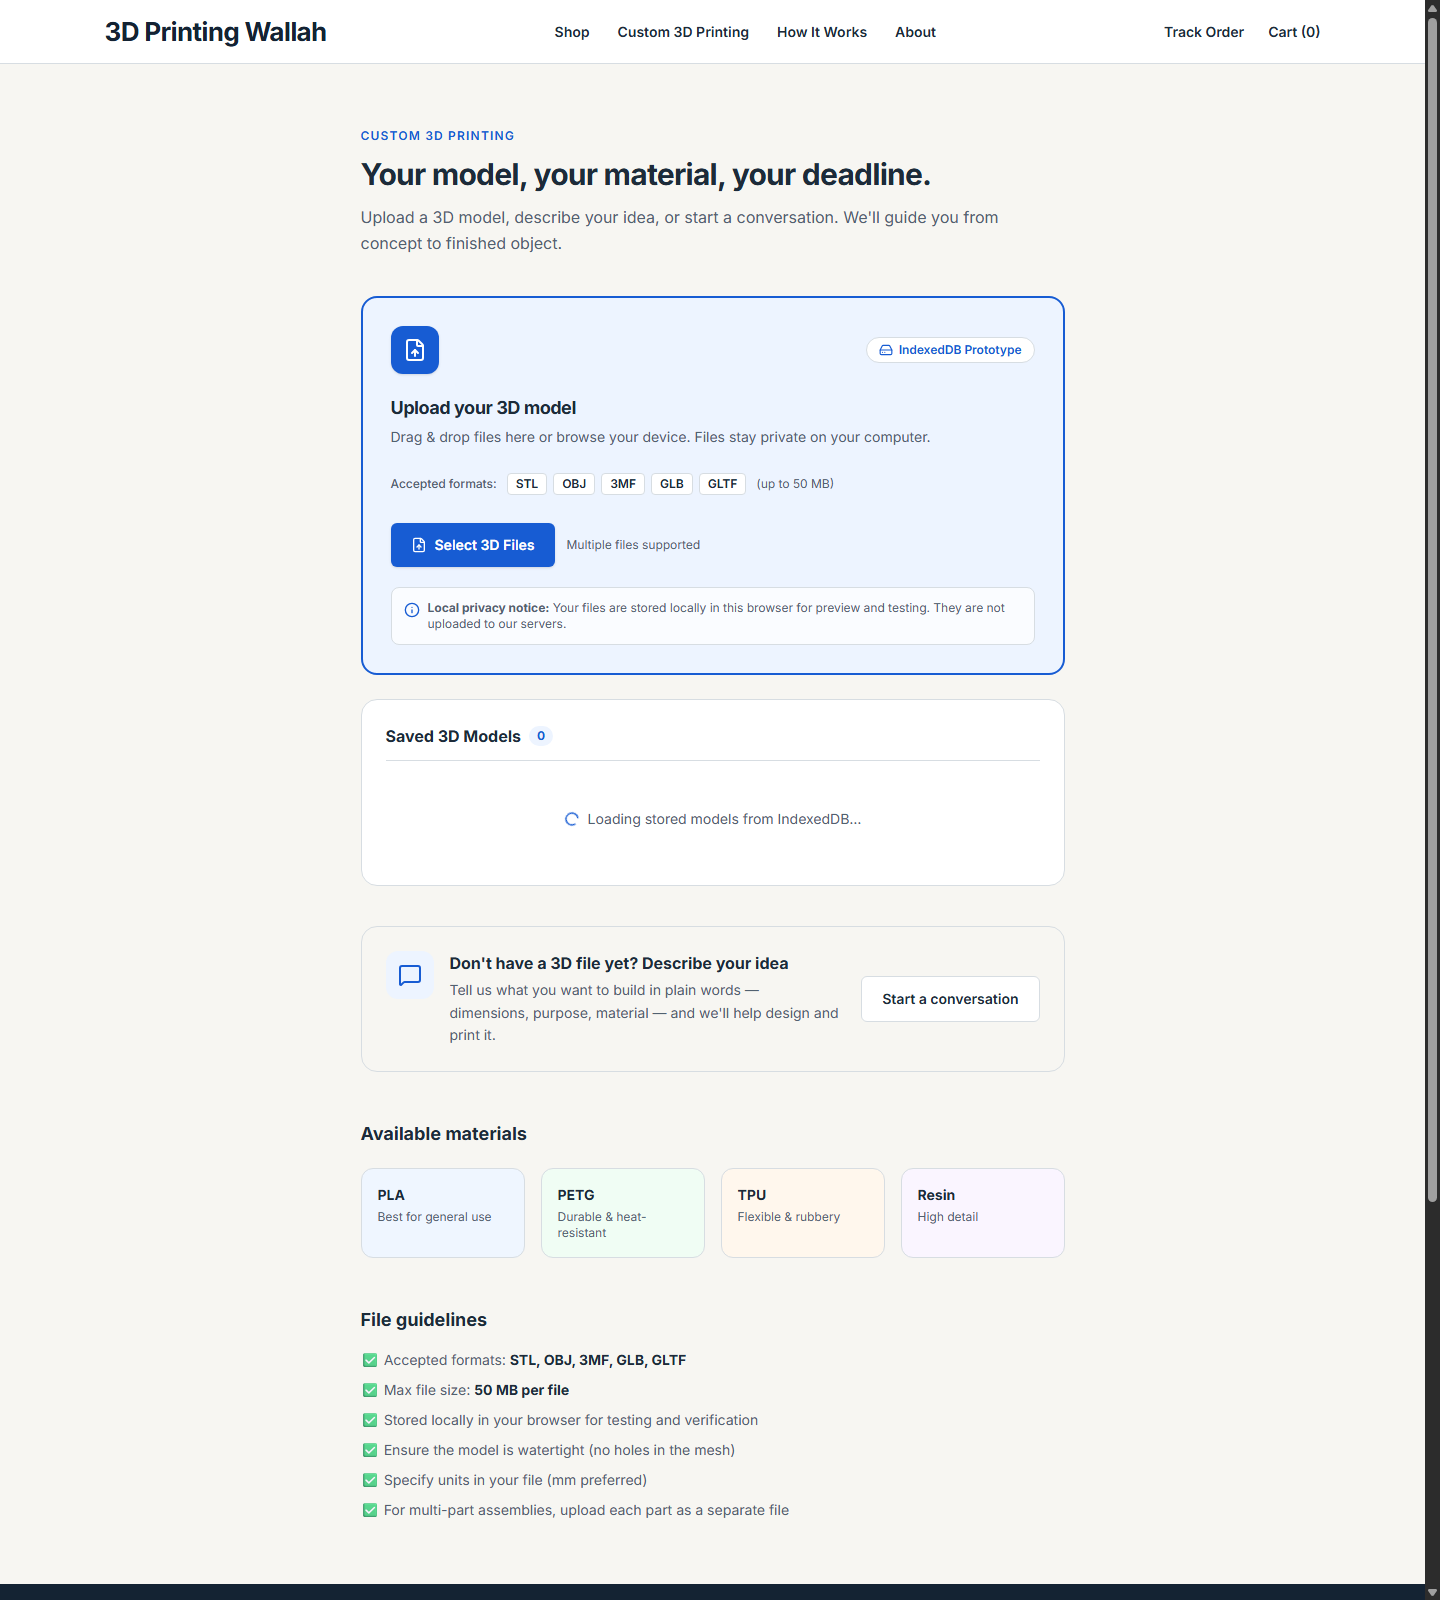 3D Printing Wallah
Shop
Custom 3D Printing
How It Works
About
Track Order
Cart (0)
CUSTOM 3D PRINTING
Your model, your material, your deadline.
Upload a 3D model, describe your idea, or start a conversation. We'll guide you from
concept to finished object.
IndexedDB Prototype
Upload your 3D model
Drag & drop files here or browse your device. Files stay private on your computer.
Accepted formats: STL OBJ 3MF GLB GLTF (up to 50 MB)
Select 3D Files
Multiple files supported
Local privacy notice: Your files are stored locally in this browser for preview and testing. They are not
uploaded to our servers.
Saved 3D Models 0
Loading stored models from IndexedDB...
Don't have a 3D file yet? Describe your idea
Tell us what you want to build in plain words —
dimensions, purpose, material — and we'll help design and
print it.
Start a conversation
Available materials
PLA
Best for general use
PETG
Durable & heat-
resistant
TPU
Flexible & rubbery
Resin
High detail
File guidelines
Accepted formats: STL, OBJ, 3MF, GLB, GLTF
Max file size: 50 MB per file
Stored locally in your browser for testing and verification
Ensure the model is watertight (no holes in the mesh)
Specify units in your file (mm preferred)
For multi-part assemblies, upload each part as a separate file